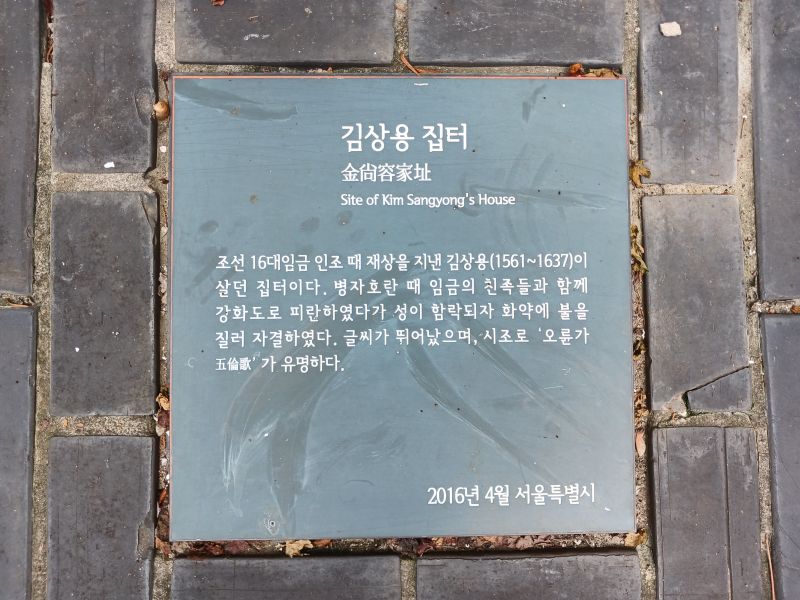 김상용 집터
金尙容家址
Site of Kim Sangyong's House
조선 16대임금 인조 때 재상을 지낸 김상용(1561~1637)이
살던 집터이다. 병자호란 때 임금의 친족들과 함께
강화도로 피란하였다가 성이 함락되자 화약에 불을
질러 자결하였다. 글씨가 뛰어났으며, 시조로 ‘오륜가
五倫歌’가 유명하다.
2016년 4월 서울특별시